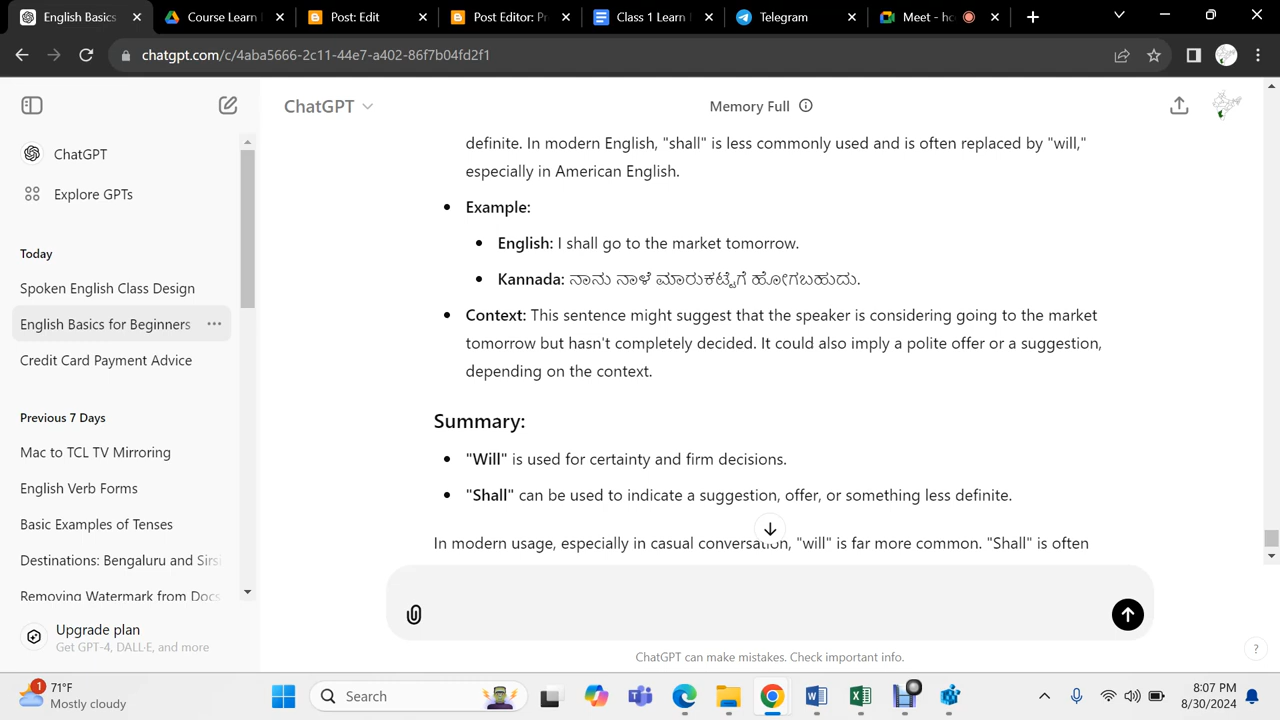 English Basics
Course Learn
Post: Edit
Post Editor: Pr
Class 1 Learn
Telegram
Meet - ho
chatgpt.com/c/4aba5666-2c11-44e7-a402-86f7b04fd2f1
ChatGPT
Memory Full
ChatGPT
Explore GPTs
Today
Spoken English Class Design
English Basics for Beginners
Credit Card Payment Advice
Previous 7 Days
Mac to TCL TV Mirroring
English Verb Forms
Basic Examples of Tenses
Destinations: Bengaluru and Sirsi
Removing Watermark from Docs
Upgrade plan
Get GPT-4, DALL·E, and more
definite. In modern English, "shall" is less commonly used and is often replaced by "will,"
especially in American English.
Example:
English: I shall go to the market tomorrow.
Kannada: ನಾನು ನಾಳೆ ಮಾರುಕಟ್ಟೆಗೆ ಹೋಗಬಹುದು.
Context: This sentence might suggest that the speaker is considering going to the market
tomorrow but hasn't completely decided. It could also imply a polite offer or a suggestion,
depending on the context.
Summary:
"Will" is used for certainty and firm decisions.
"Shall" can be used to indicate a suggestion, offer, or something less definite.
In modern usage, especially in casual conversation, "will" is far more common. "Shall" is often
ChatGPT can make mistakes. Check important info.
?
1
71°F
Mostly cloudy
Search
8:07 PM
8/30/2024